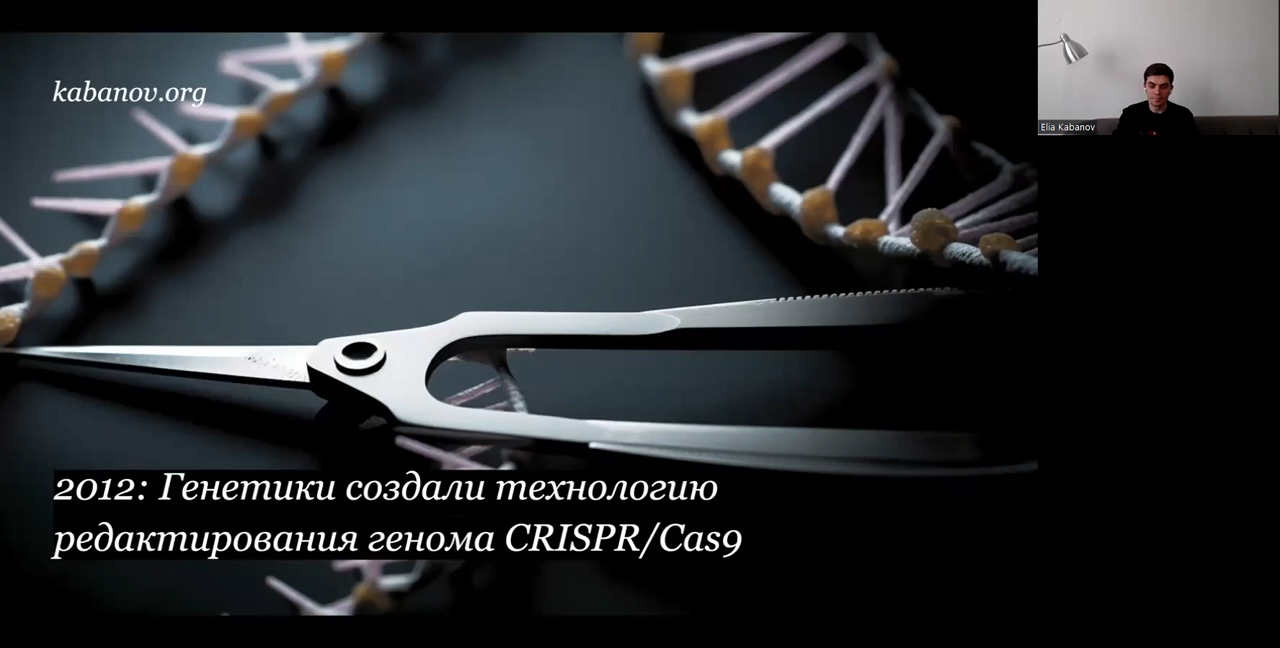 kabanov.org
Elia Kabanov
2012: Генетики создали технологию
редактирования генома CRISPR/Cas9